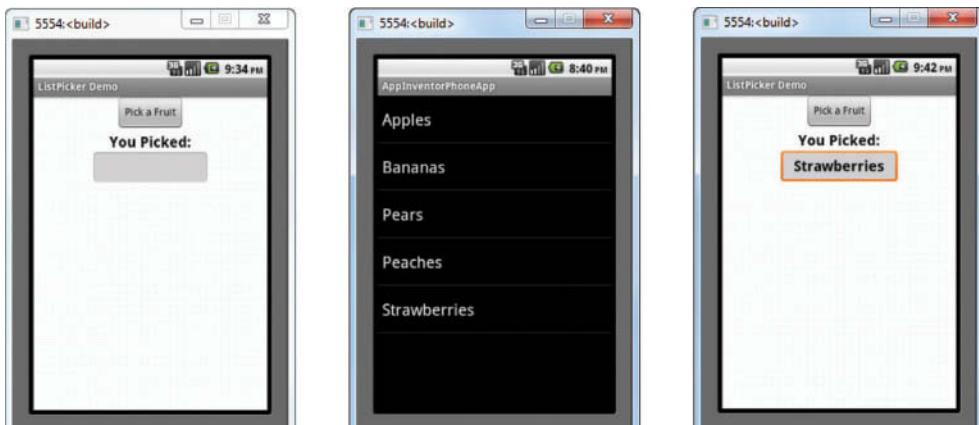 5554:<build>
9:34 PM
ListPicker Demo
Pick a Fruit
You Picked:
5554:<build>
8:40 PM
AppInventorPhoneApp
Apples
Bananas
Pears
Peaches
Strawberries
5554:<build>
9:42 PM
ListPicker Demo
Pick a Fruit
You Picked:
Strawberries